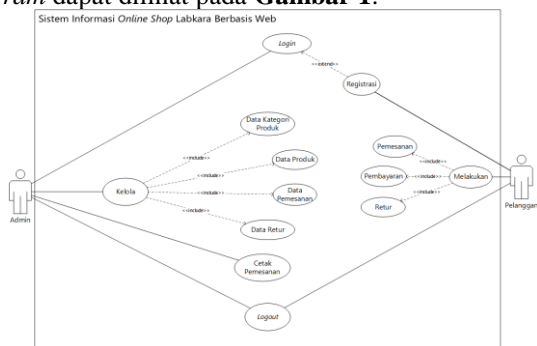 ram dapat dilihat pada Gambar 1.
Sistem Informasi Online Shop Labkara Berbasis Web
Login
<<extend>>
Registrasi
Data Kategori
Produk
Pemesanan
<<include>>
<<include>>
Data Produk
<<include>>
Pembayaran
<<include>>
Melakukan
Kelola
<<include>>
Data
Pemesanan
Admin
Pelanggan
<<include>>
Retur
<<include>>
Data Retur
Cetak
Pemesanan
Logout